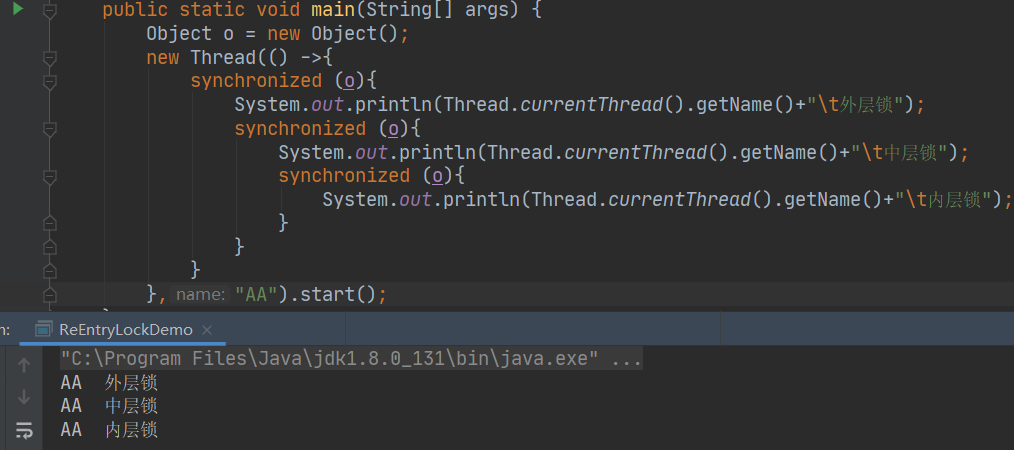 public static void main(String[] args) {
Object o = new Object();
new Thread(() ->{
synchronized (o){
System.out.println(Thread.currentThread().getName()+"\t外层锁");
synchronized (o){
System.out.println(Thread.currentThread().getName()+"\t中层锁");
synchronized (o){
System.out.println(Thread.currentThread().getName()+"\t内层锁");
}
}
}
}, name: "AA").start();
n: ReEntryLockDemo ×
"C:\Program Files\Java\jdk1.8.0_131\bin\java.exe" ...
AA 外层锁
AA 中层锁
AA 内层锁